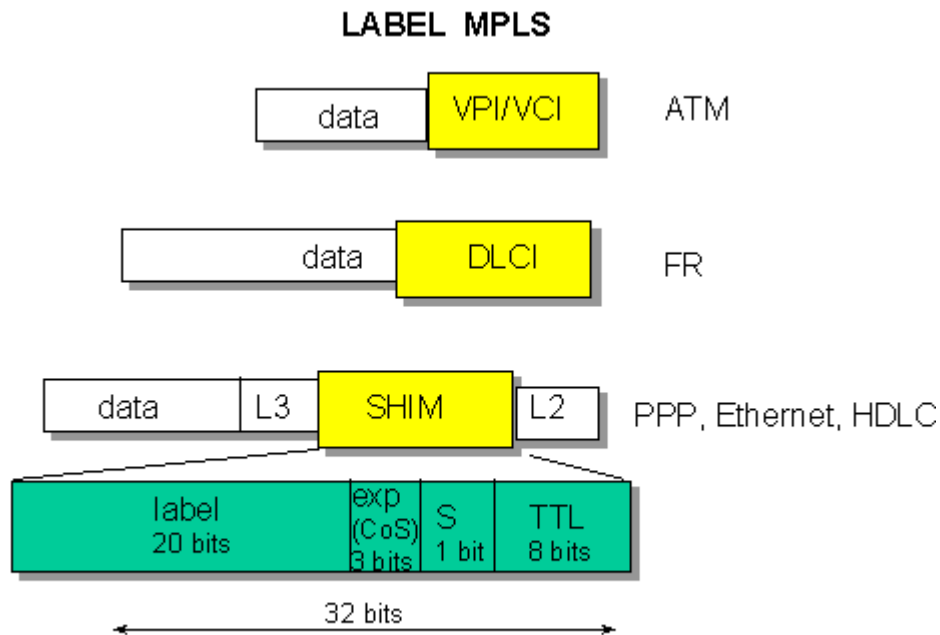 LABEL MPLS
data VPI/VCI ATM
data DLCI FR
data L3 SHIM L2 PPP, Ethernet, HDLC
label
20 bits
exp
(CoS)
3 bits
S
1 bit
TTL
8 bits
32 bits